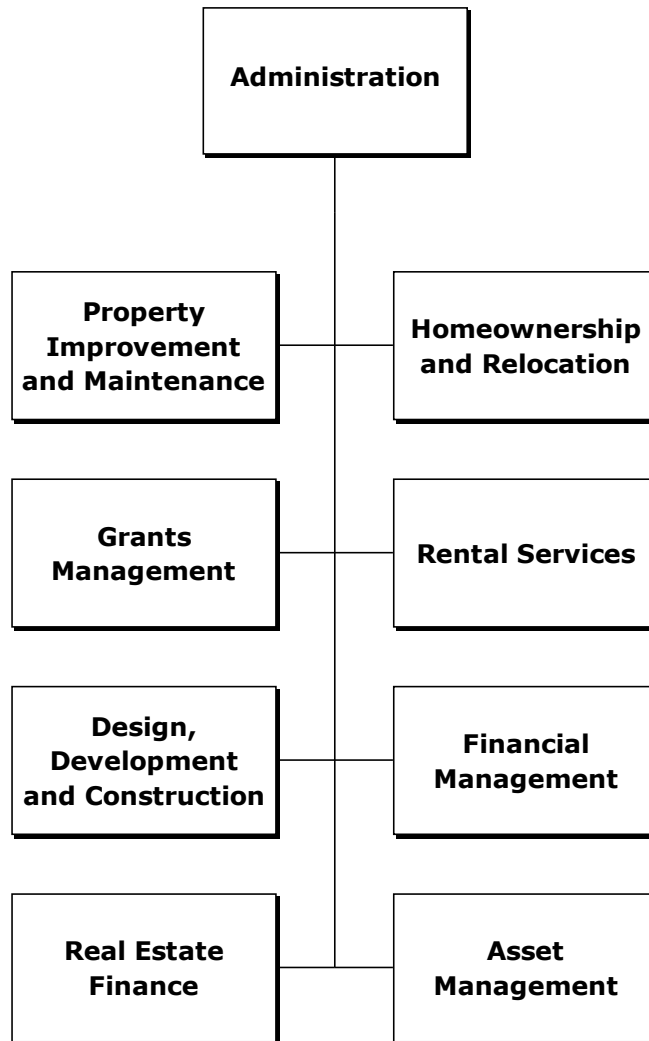 Administration
Property
Improvement
and Maintenance
Homeownership
and Relocation
Grants
Management
Rental Services
Design,
Development
and Construction
Financial
Management
Real Estate
Finance
Asset
Management